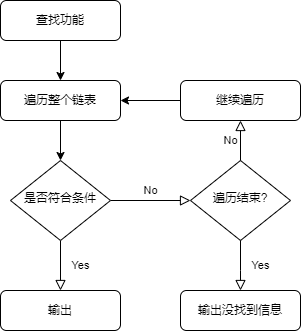 查找功能
遍历整个链表
继续遍历
No
是否符合条件
No
遍历结束?
Yes
Yes
输出
输出没找到信息